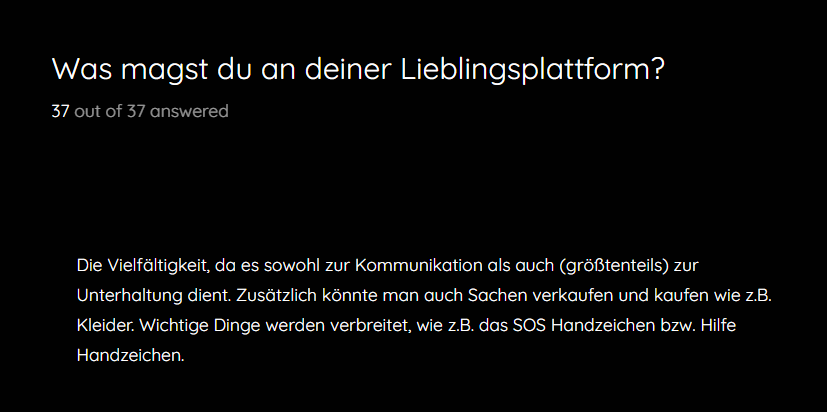 Was magst du an deiner Lieblingsplattform?
37 out of 37 answered
Die Vielfältigkeit, da es sowohl zur Kommunikation als auch (größtenteils) zur
Unterhaltung dient. Zusätzlich könnte man auch Sachen verkaufen und kaufen wie z.B.
Kleider. Wichtige Dinge werden verbreitet, wie z.B. das SOS Handzeichen bzw. Hilfe
Handzeichen.